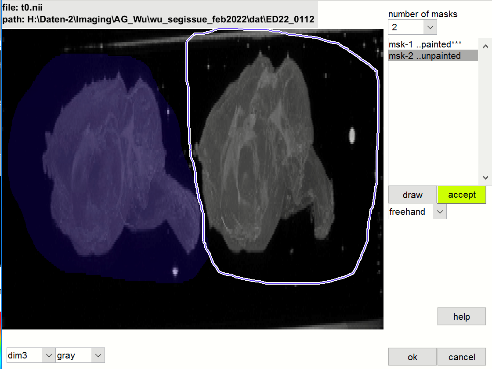 file: t0.nii
path: H:\Daten-2\Imaging\AG_Wu\wu_segissue_feb2022\dat\ED22_0112
number of masks
2
msk-1 ..painted***
msk-2 ..unpainted
draw accept
freehand
help
dim3 gray ok cancel